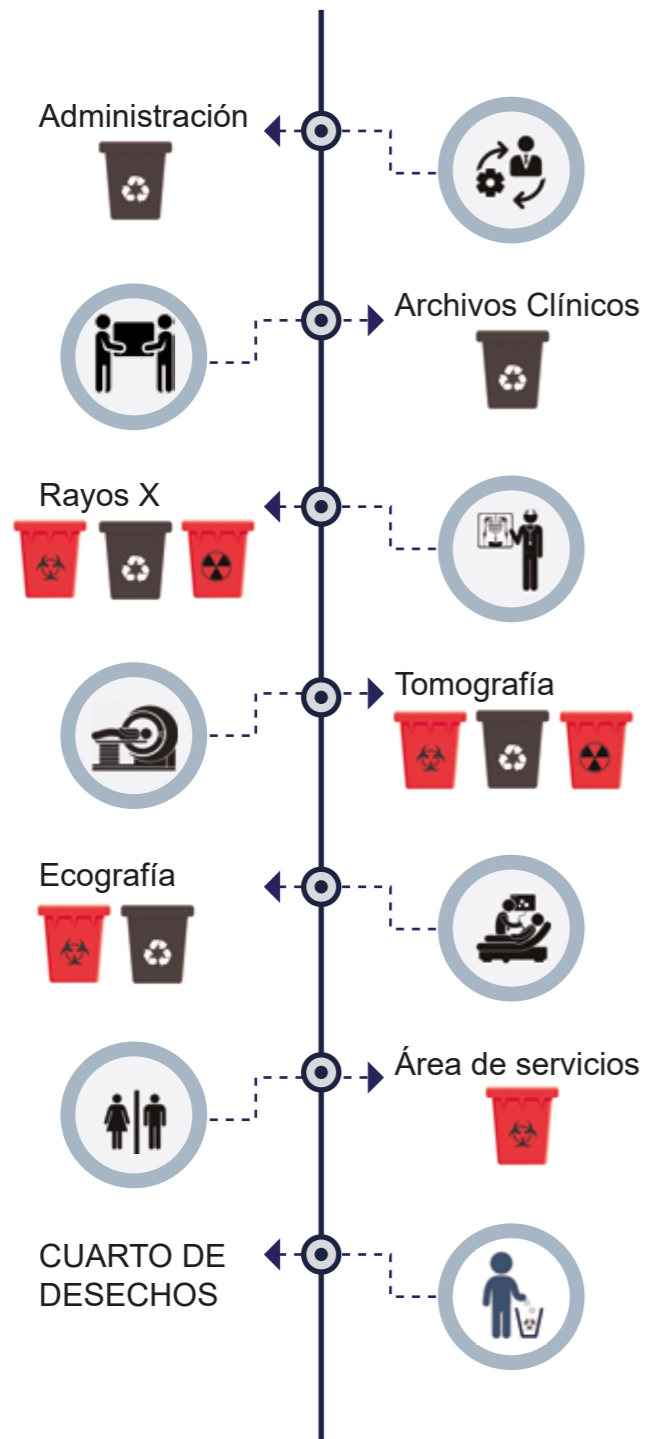 Administración
Archivos Clínicos
Rayos X
Tomografía
Ecografía
Área de servicios
CUARTO DE
DESECHOS